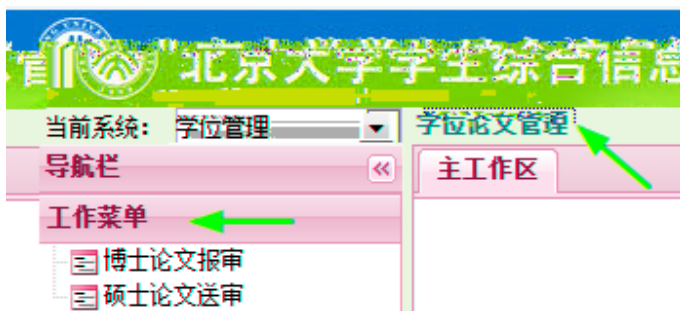 北京大学学生综合信息
当前系统： 学位管理 学位论文管理
导航栏 主工作区
工作菜单
博士论文报审
硕士论文送审